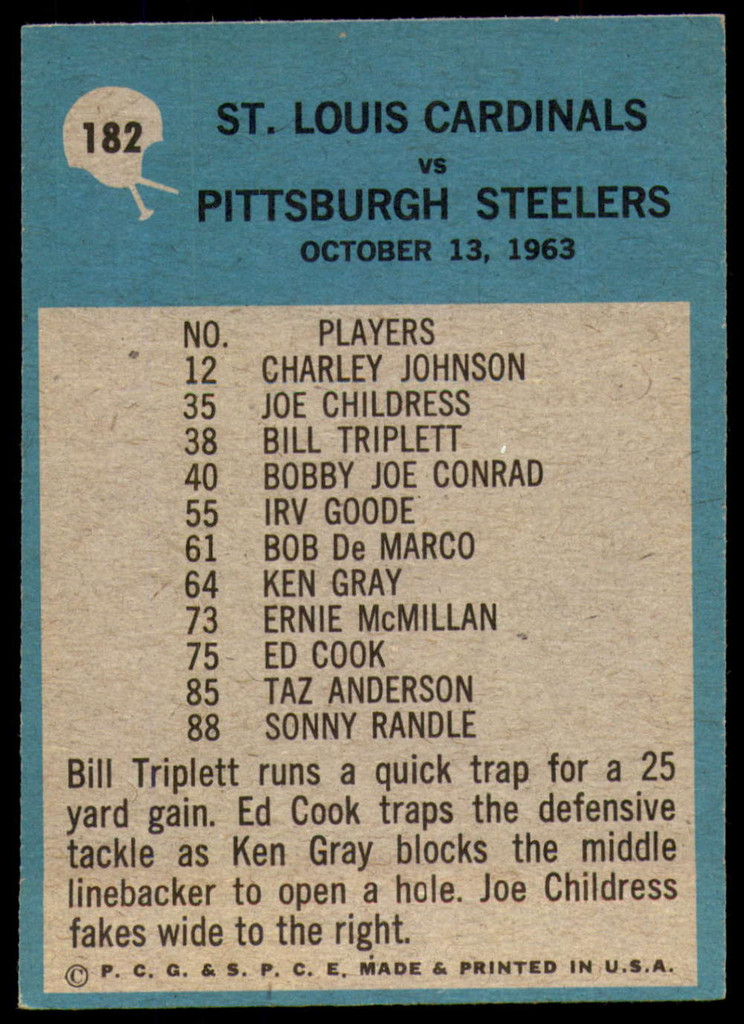 182
ST. LOUIS CARDINALS
VS
PITTSBURGH STEELERS
OCTOBER 13, 1963
NO. PLAYERS
12 CHARLEY JOHNSON
35 JOE CHILDRESS
38 BILL TRIPLETT
40 BOBBY JOE CONRAD
55 IRV GOODE
61 BOB De MARCO
64 KEN GRAY
73 ERNIE McMILLAN
75 ED COOK
85 TAZ ANDERSON
88 SONNY RANDLE
Bill Triplett runs a quick trap for a 25
yard gain. Ed Cook traps the defensive
tackle as Ken Gray blocks the middle
linebacker to open a hole. Joe Childress
fakes wide to the right.
© P. C. G. & S. P. C. E. MADE & PRINTED IN U.S.A.